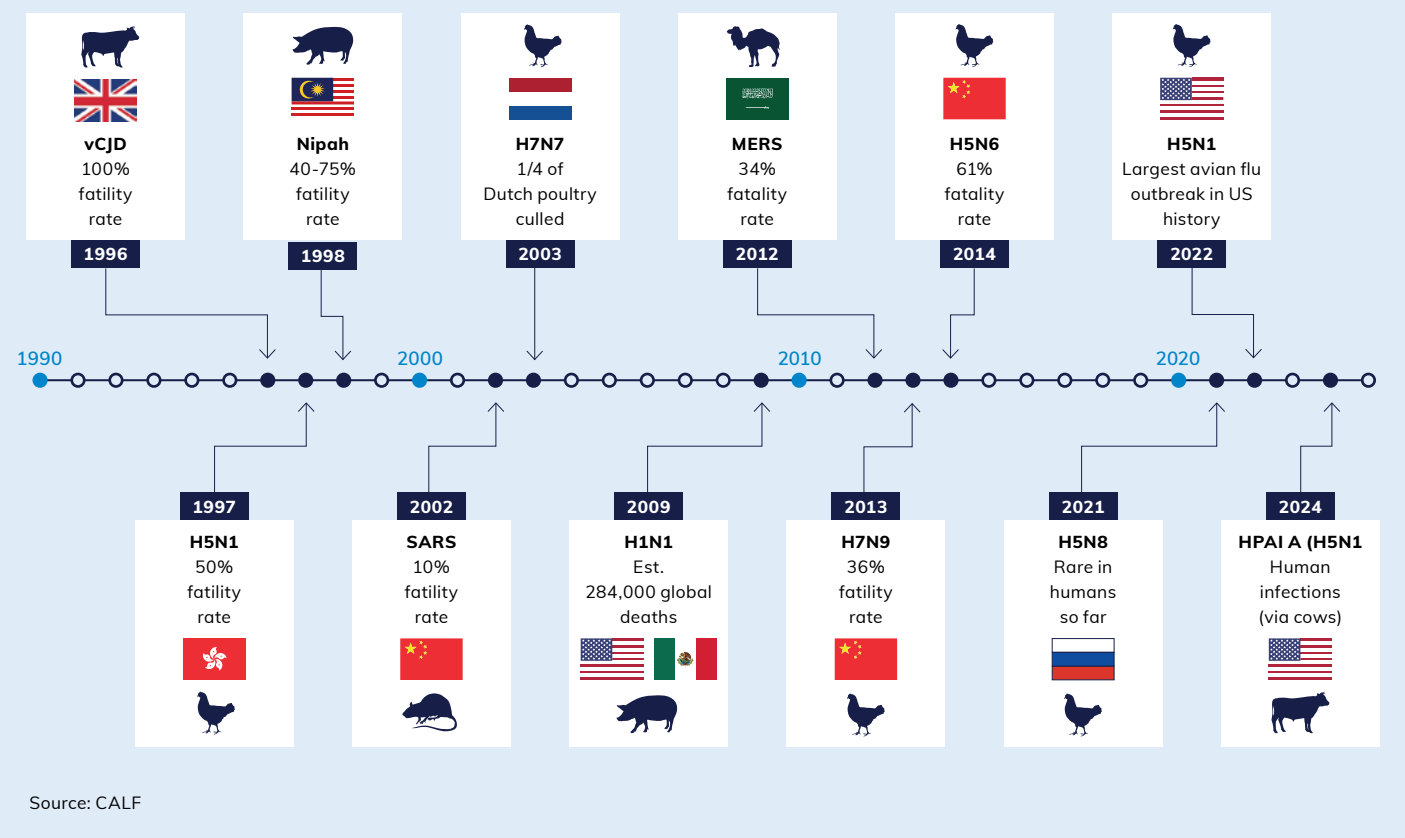 vCJD
100%
fatility
rate
1996
Nipah
40-75%
fatility
rate
1998
H7N7
1/4 of
Dutch poultry
culled
2003
MERS
34%
fatality
rate
2012
H5N6
61%
fatality
rate
2014
H5N1
Largest avian flu
outbreak in US
history
2022
1990
2000
2010
2020
1997
H5N1
50%
fatility
rate
2002
SARS
10%
fatility
rate
2009
H1N1
Est.
284,000 global
deaths
2013
H7N9
36%
fatility
rate
2021
H5N8
Rare in
humans
so far
2024
HPAI A (H5N1
Human
infections
(via cows)
Source: CALF